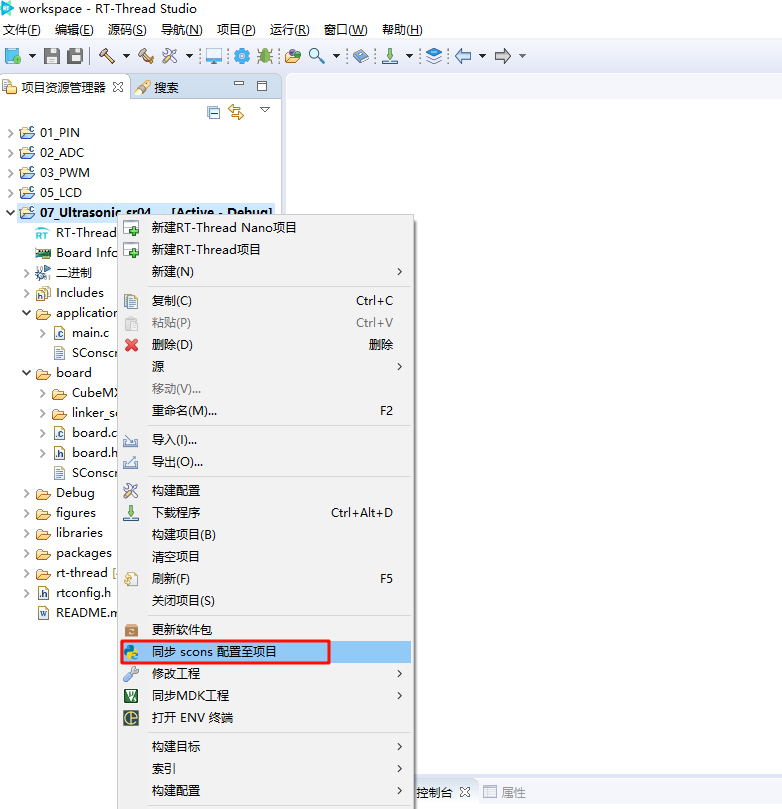 workspace - RT-Thread Studio
文件(F) 编辑(E) 源码(S) 导航(N) 项目(P) 运行(R) 窗口(W) 帮助(H)
项目资源管理器 搜索
01_PIN
02_ADC
03_PWM
05_LCD
07_Ultrasonic_sr04 [Active - Debug]
RT-Thread
Board Info
二进制
Includes
application
main.c
SConscr
board
CubeMX
linker_sc
board.c
board.h
SConscr
Debug
figures
libraries
packages
rt-thread [
rtconfig.h
README.m
新建RT-Thread Nano项目
新建RT-Thread项目
新建(N)
复制(C) Ctrl+C
粘贴(P) Ctrl+V
删除(D) 删除
源
移动(V)...
重命名(M)... F2
导入(I)...
导出(O)...
构建配置
下载程序 Ctrl+Alt+D
构建项目(B)
清空项目
刷新(F) F5
关闭项目(S)
更新软件包
同步 scons 配置至项目
修改工程
同步MDK工程
打开 ENV 终端
构建目标
索引
构建配置
控制台 属性